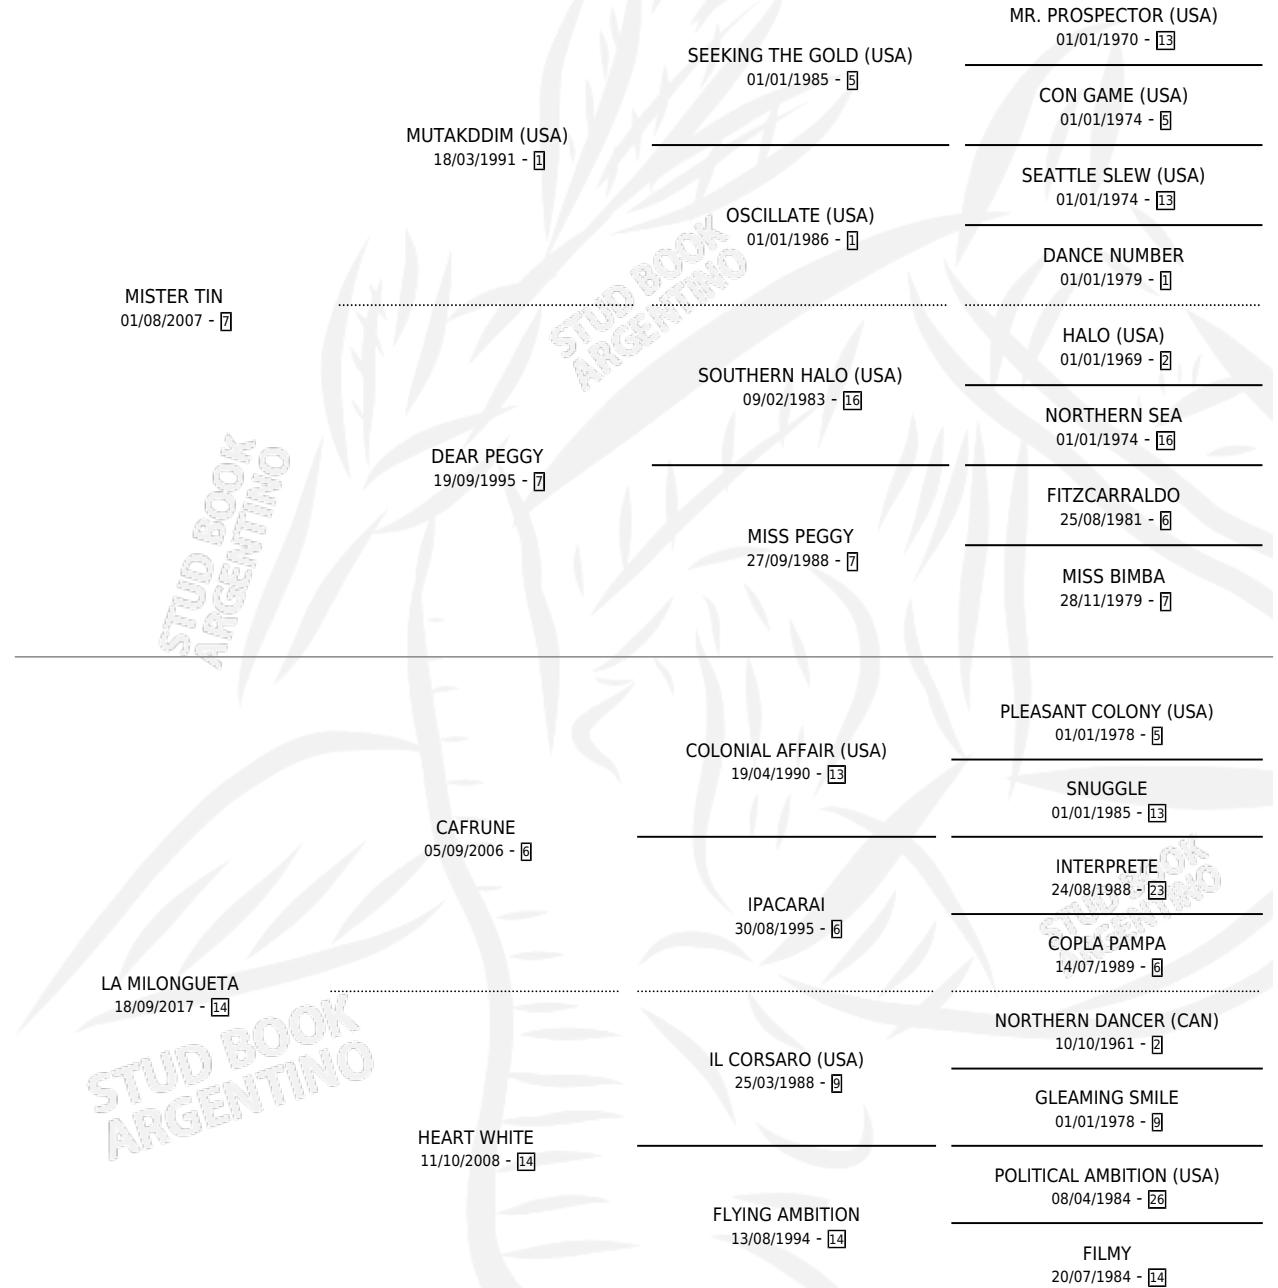 MR. PROSPECTOR (USA)
01/01/1970 - 13
SEEKING THE GOLD (USA)
01/01/1985 - 5
CON GAME (USA)
01/01/1974 - 5
MUTAKDDIM (USA)
18/03/1991 - 1
SEATTLE SLEW (USA)
01/01/1974 - 13
OSCILLATE (USA)
01/01/1986 - 1
DANCE NUMBER
01/01/1979 - 1
MISTER TIN
01/08/2007 - 7
HALO (USA)
01/01/1969 - 2
SOUTHERN HALO (USA)
09/02/1983 - 16
NORTHERN SEA
01/01/1974 - 16
DEAR PEGGY
19/09/1995 - 7
FITZCARRALDO
25/08/1981 - 6
MISS PEGGY
27/09/1988 - 7
MISS BIMBA
28/11/1979 - 7
STUD BOOK
ARGENTINO
STUD BOOK
ARGENTINO
PLEASANT COLONY (USA)
01/01/1978 - 5
COLONIAL AFFAIR (USA)
19/04/1990 - 13
SNUGGLE
01/01/1985 - 13
CAFRUNE
05/09/2006 - 6
INTERPRETE
24/08/1988 - 23
IPACARAI
30/08/1995 - 6
COPLA PAMPA
14/07/1989 - 6
LA MILONGUETA
18/09/2017 - 14
NORTHERN DANCER (CAN)
10/10/1961 - 2
IL CORSARO (USA)
25/03/1988 - 9
GLEAMING SMILE
01/01/1978 - 9
HEART WHITE
11/10/2008 - 14
POLITICAL AMBITION (USA)
08/04/1984 - 26
FLYING AMBITION
13/08/1994 - 14
FILMY
20/07/1984 - 14
STUD BOOK
ARGENTINO
STUD BOOK
ARGENTINO